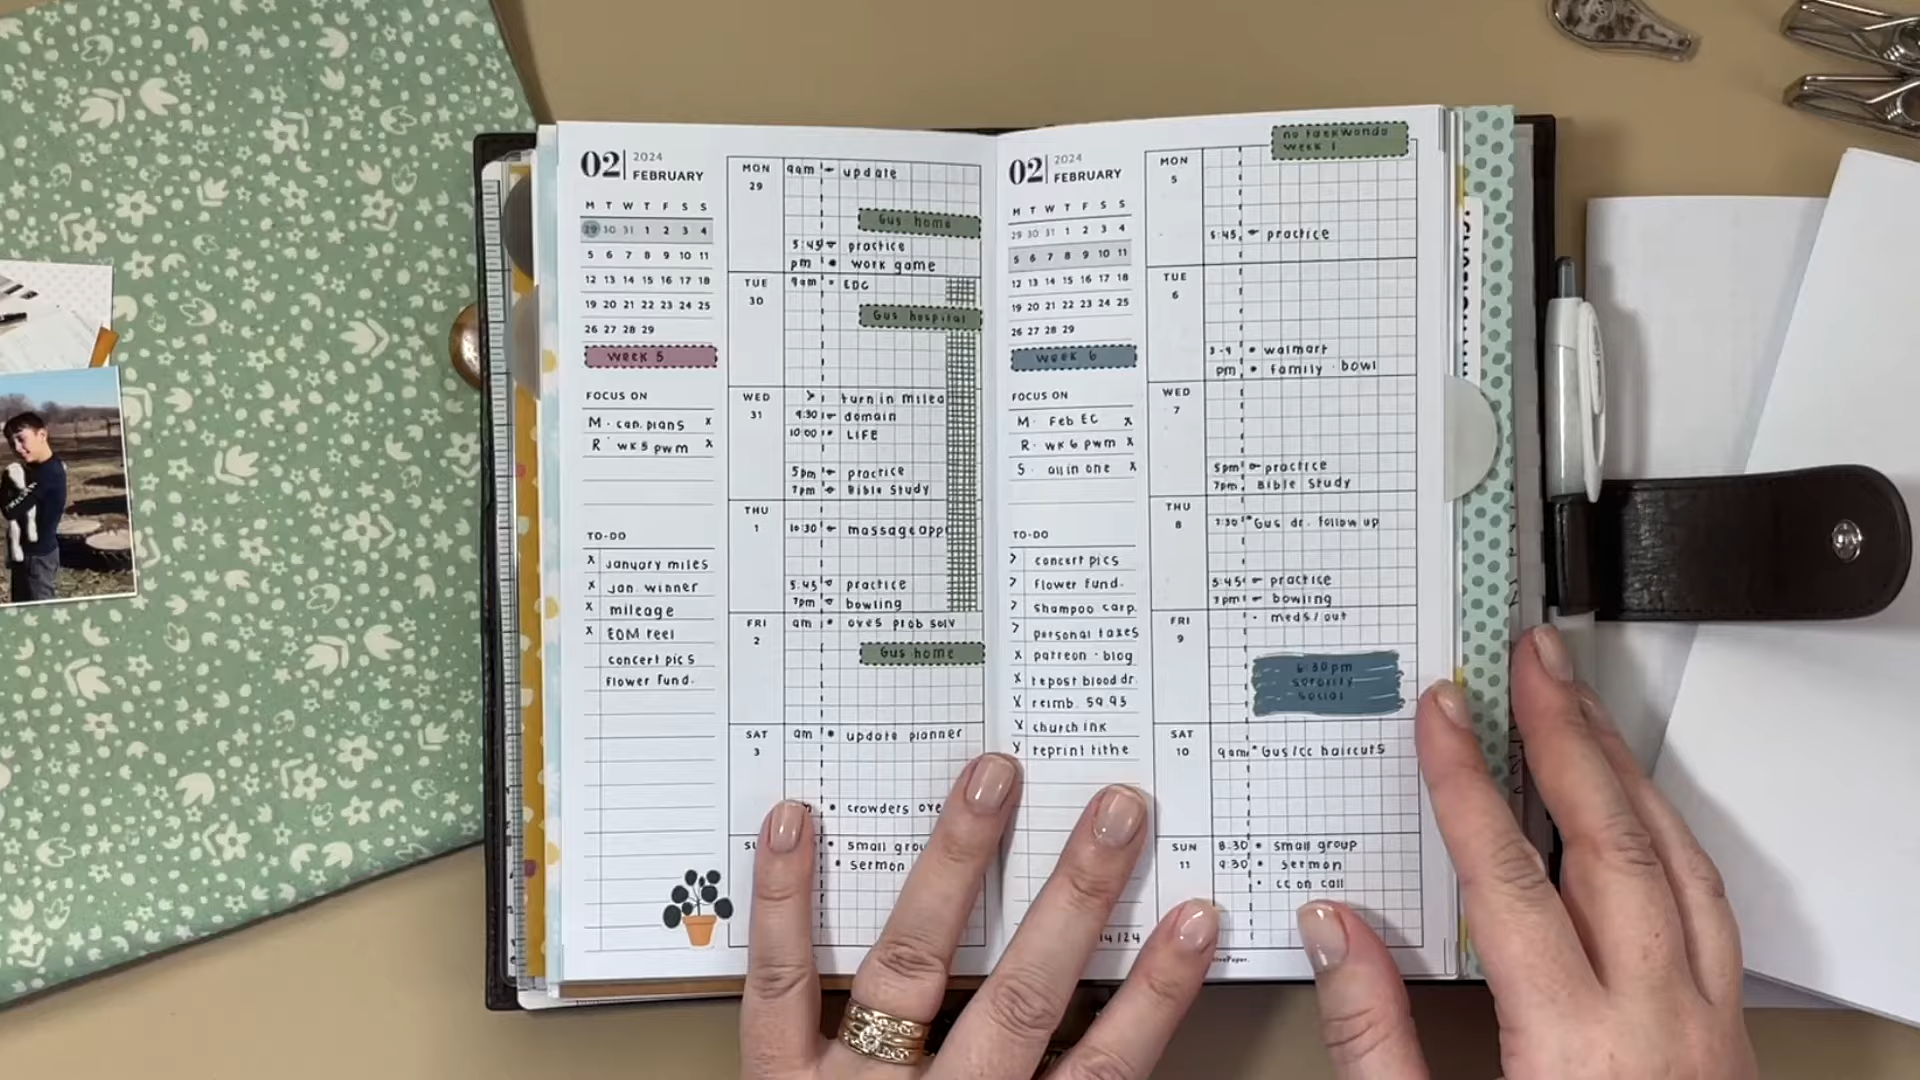 02 2024
FEBRUARY
M T W T F S S
29 30 31 1 2 3 4
5 6 7 8 9 10 11
12 13 14 15 16 17 18
19 20 21 22 23 24 25
26 27 28 29
week 5
FOCUS ON
M · can. plans x
R wk 5 pwm x
TO-DO
x january miles
x jan. winner
x mileage
x EOM reel
concert pics
flower fund.
MON
29
9am update
Gus home
5:45 practice
pm work game
TUE
30
9am EDC
Gus hospital
WED
31
> turn in milea
9:30 domain
10:00 LIFE
5pm practice
7pm Bible Study
THU
1
10:30 massage app
5:45 practice
7pm bowling
FRI
2
am oves prob solv
Gus home
SAT
3
am update planner
crowders ove
small grou
sermon
02 2024
FEBRUARY
M T W T F S S
29 30 31 1 2 3 4
5 6 7 8 9 10 11
12 13 14 15 16 17 18
19 20 21 22 23 24 25
26 27 28 29
week 6
FOCUS ON
M · Feb EC x
R · wk 6 pwm x
S · all in one x
TO-DO
> concert pics
> flower fund.
> shampoo carp.
> personal taxes
x patreon · blog
x repost blood dr.
x reimb. 59.95
x church ink
x reprint tithe
14/24
no taekwondo
week 1
MON
5
5:45 practice
TUE
6
3-4 walmart
pm family · bowl
WED
7
5pm practice
7pm Bible Study
THU
8
Gus dr. follow up
5:45 practice
7pm bowling
FRI
9
· meds/out
6:30pm
sorority
social
SAT
10
9am Gus/cc haircuts
SUN
11
8:30 small group
9:30 sermon
cc on call